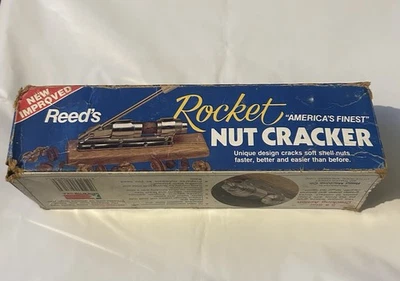 NEW
IMPROVED
Reed's
Rocket
"AMERICA'S FINEST"
NUT CRACKER
Unique design cracks soft shell nuts
faster, better and easier than before.